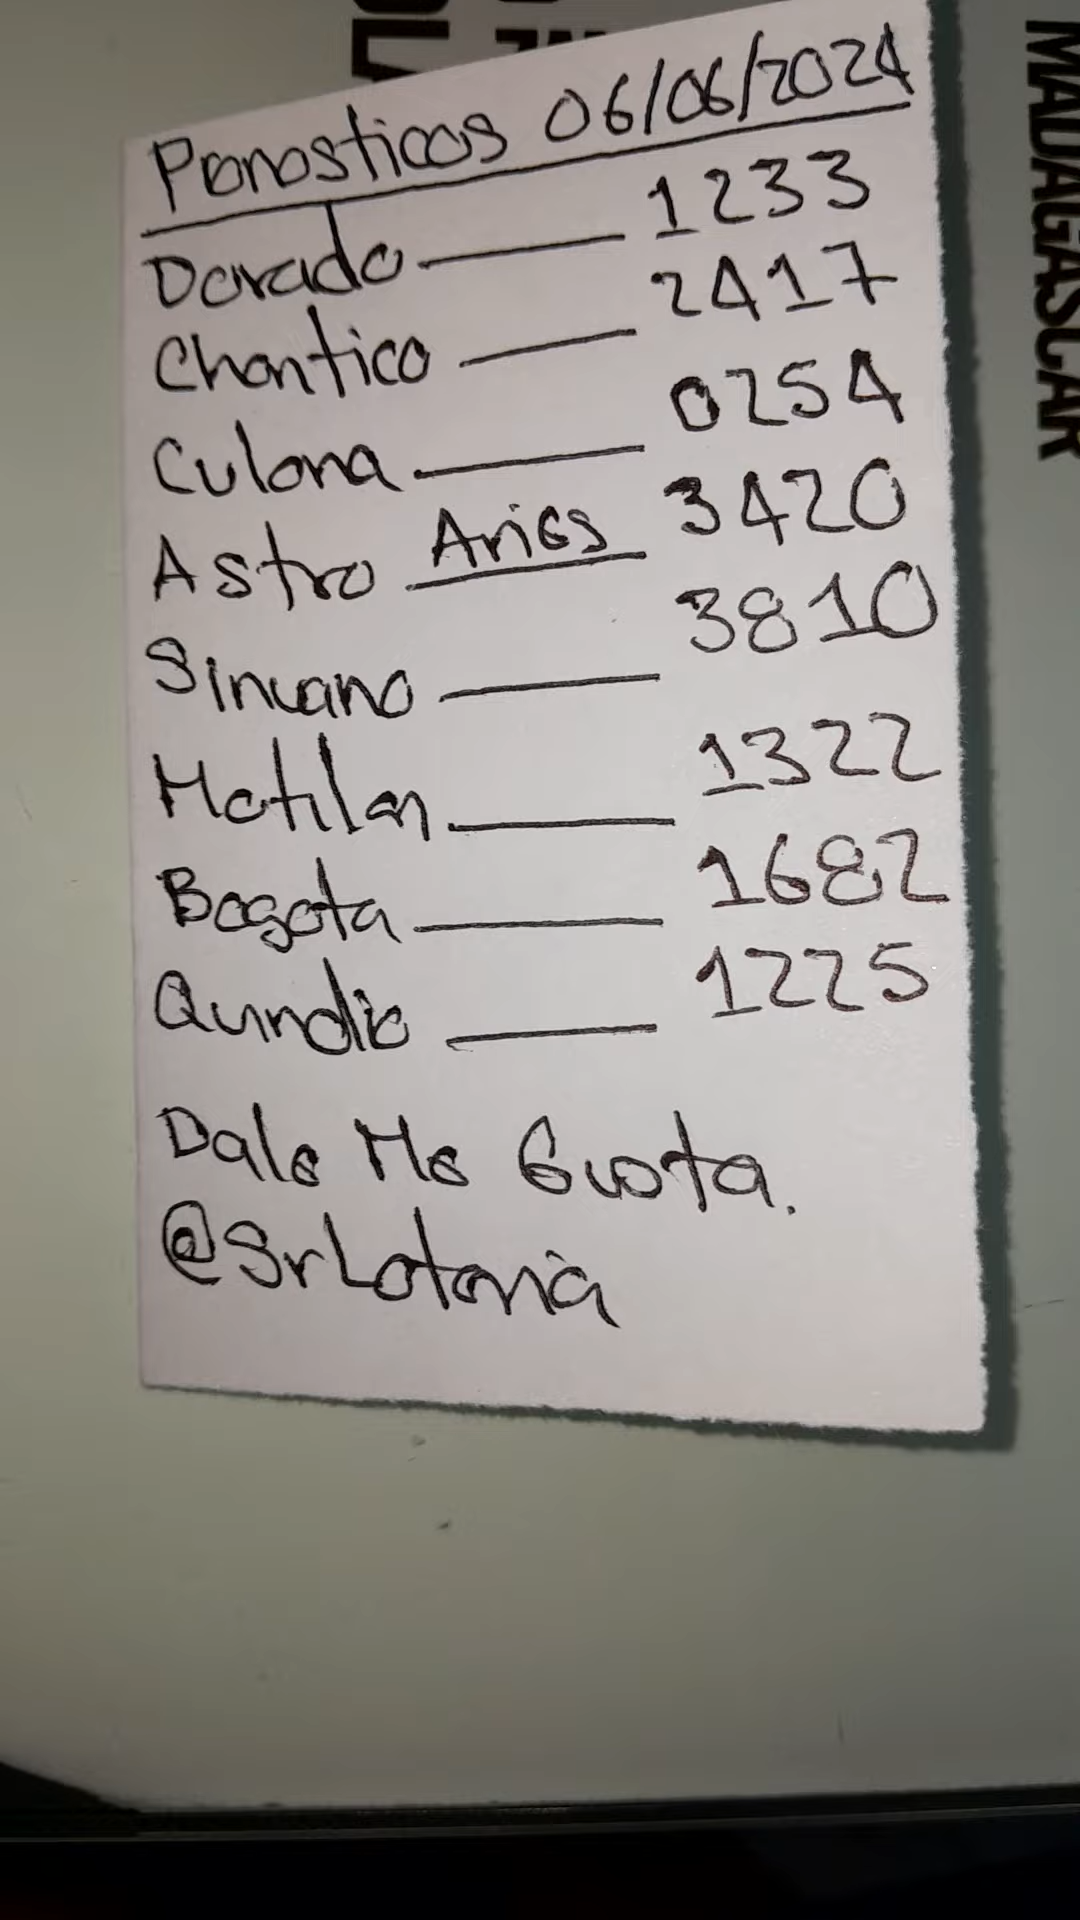 Pronosticos 06/06/2024
Dorado 1233
Chontico 2417
Culona 0254
Astro Aries 3420
Sinuano 3810
Motilon 1322
Bogota 1682
Quindio 1225
Dale Me Gusta.
@SrLoteria
MADAGASCAR